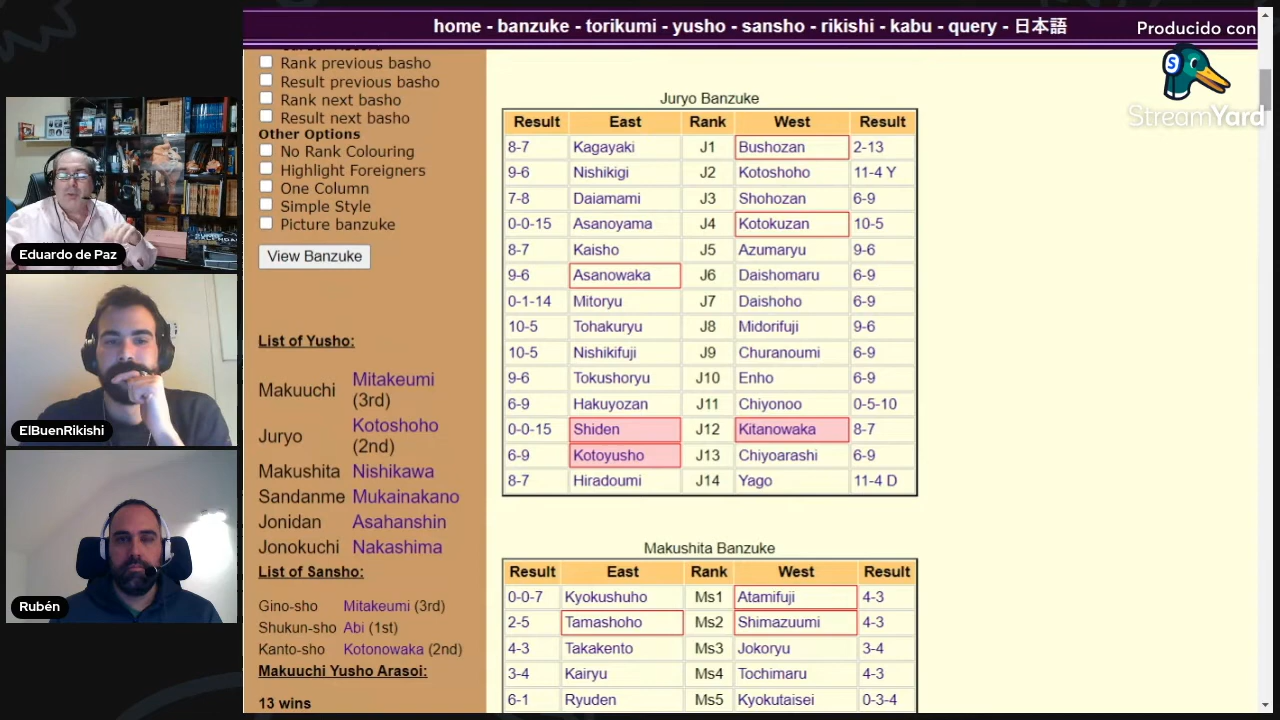 home - banzuke - torikumi - yusho - sansho - rikishi - kabu - query - 日本語
Producido con
StreamYard
S
Eduardo de Paz
ElBuenRikishi
Rubén
Rank previous basho
Result previous basho
Rank next basho
Result next basho
Other Options
No Rank Colouring
Highlight Foreigners
One Column
Simple Style
Picture banzuke
View Banzuke
List of Yusho:
Makuuchi Mitakeumi (3rd)
Juryo Kotoshoho (2nd)
Makushita Nishikawa
Sandanme Mukainakano
Jonidan Asahanshin
Jonokuchi Nakashima
List of Sansho:
Gino-sho Mitakeumi (3rd)
Shukun-sho Abi (1st)
Kanto-sho Kotonowaka (2nd)
Makuuchi Yusho Arasoi:
13 wins
Juryo Banzuke
Result East Rank West Result
8-7 Kagayaki J1 Bushozan 2-13
9-6 Nishikigi J2 Kotoshoho 11-4 Y
7-8 Daiamami J3 Shohozan 6-9
0-0-15 Asanoyama J4 Kotokuzan 10-5
8-7 Kaisho J5 Azumaryu 9-6
9-6 Asanowaka J6 Daishomaru 6-9
0-1-14 Mitoryu J7 Daishoho 6-9
10-5 Tohakuryu J8 Midorifuji 9-6
10-5 Nishikifuji J9 Churanoumi 6-9
9-6 Tokushoryu J10 Enho 6-9
6-9 Hakuyozan J11 Chiyonoo 0-5-10
0-0-15 Shiden J12 Kitanowaka 8-7
6-9 Kotoyusho J13 Chiyoarashi 6-9
8-7 Hiradoumi J14 Yago 11-4 D
Makushita Banzuke
Result East Rank West Result
0-0-7 Kyokushuho Ms1 Atamifuji 4-3
2-5 Tamashoho Ms2 Shimazuumi 4-3
4-3 Takakento Ms3 Jokoryu 3-4
3-4 Kairyu Ms4 Tochimaru 4-3
6-1 Ryuden Ms5 Kyokutaisei 0-3-4